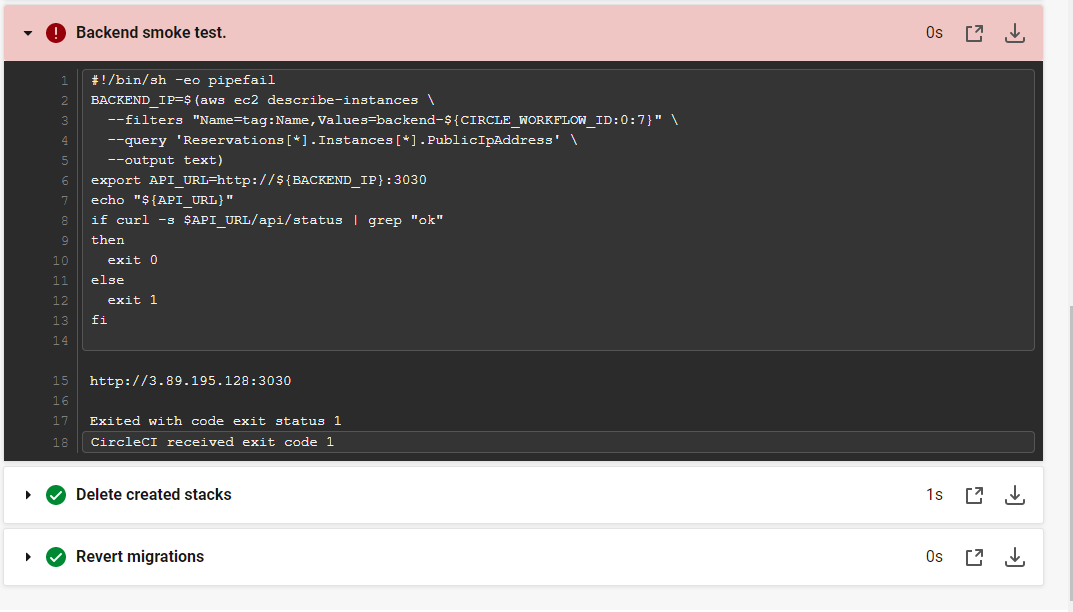 Backend smoke test. 0s
1 #!/bin/sh -eo pipefail
2 BACKEND_IP=$(aws ec2 describe-instances \
3 --filters "Name=tag:Name,Values=backend-${CIRCLE_WORKFLOW_ID:0:7}" \
4 --query 'Reservations[*].Instances[*].PublicIpAddress' \
5 --output text)
6 export API_URL=http://${BACKEND_IP}:3030
7 echo "${API_URL}"
8 if curl -s $API_URL/api/status | grep "ok"
9 then
10 exit 0
11 else
12 exit 1
13 fi
14
15 http://3.89.195.128:3030
16
17 Exited with code exit status 1
18 CircleCI received exit code 1
Delete created stacks 1s
Revert migrations 0s